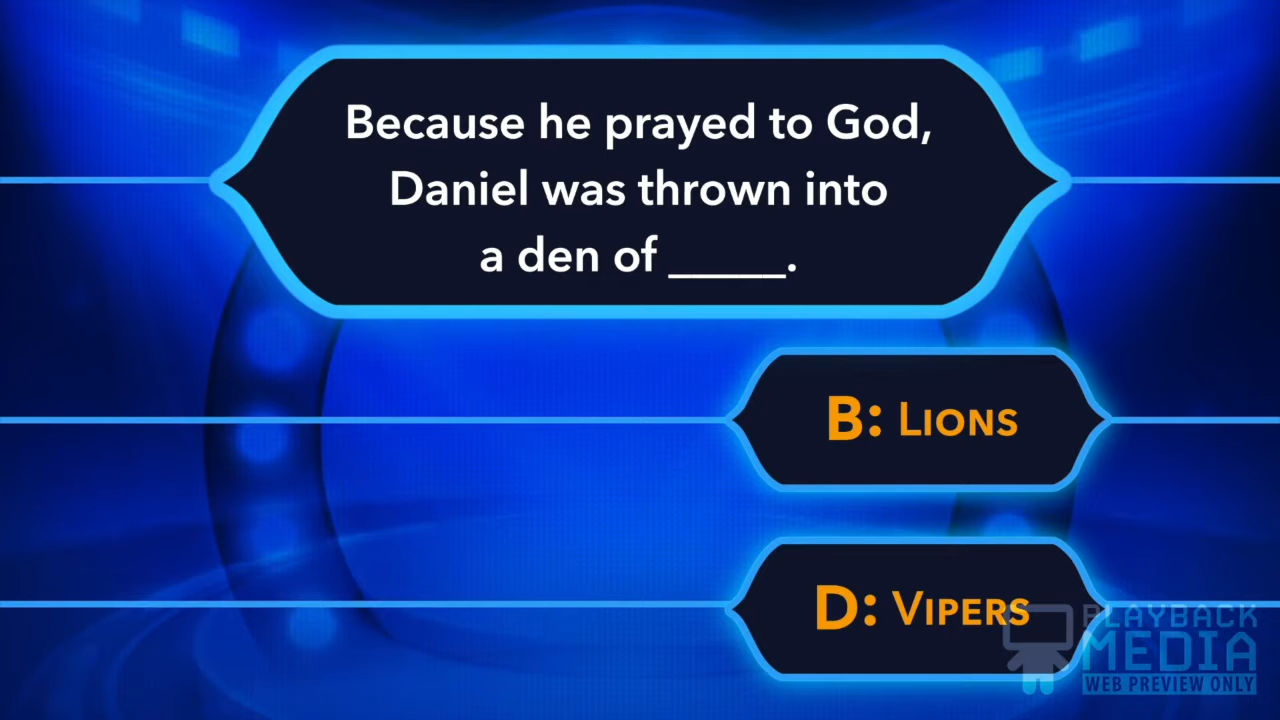 Because he prayed to God,
Daniel was thrown into
a den of _____.
B: Lions
D: Vipers
PLAYBACK
MEDIA
WEB PREVIEW ONLY